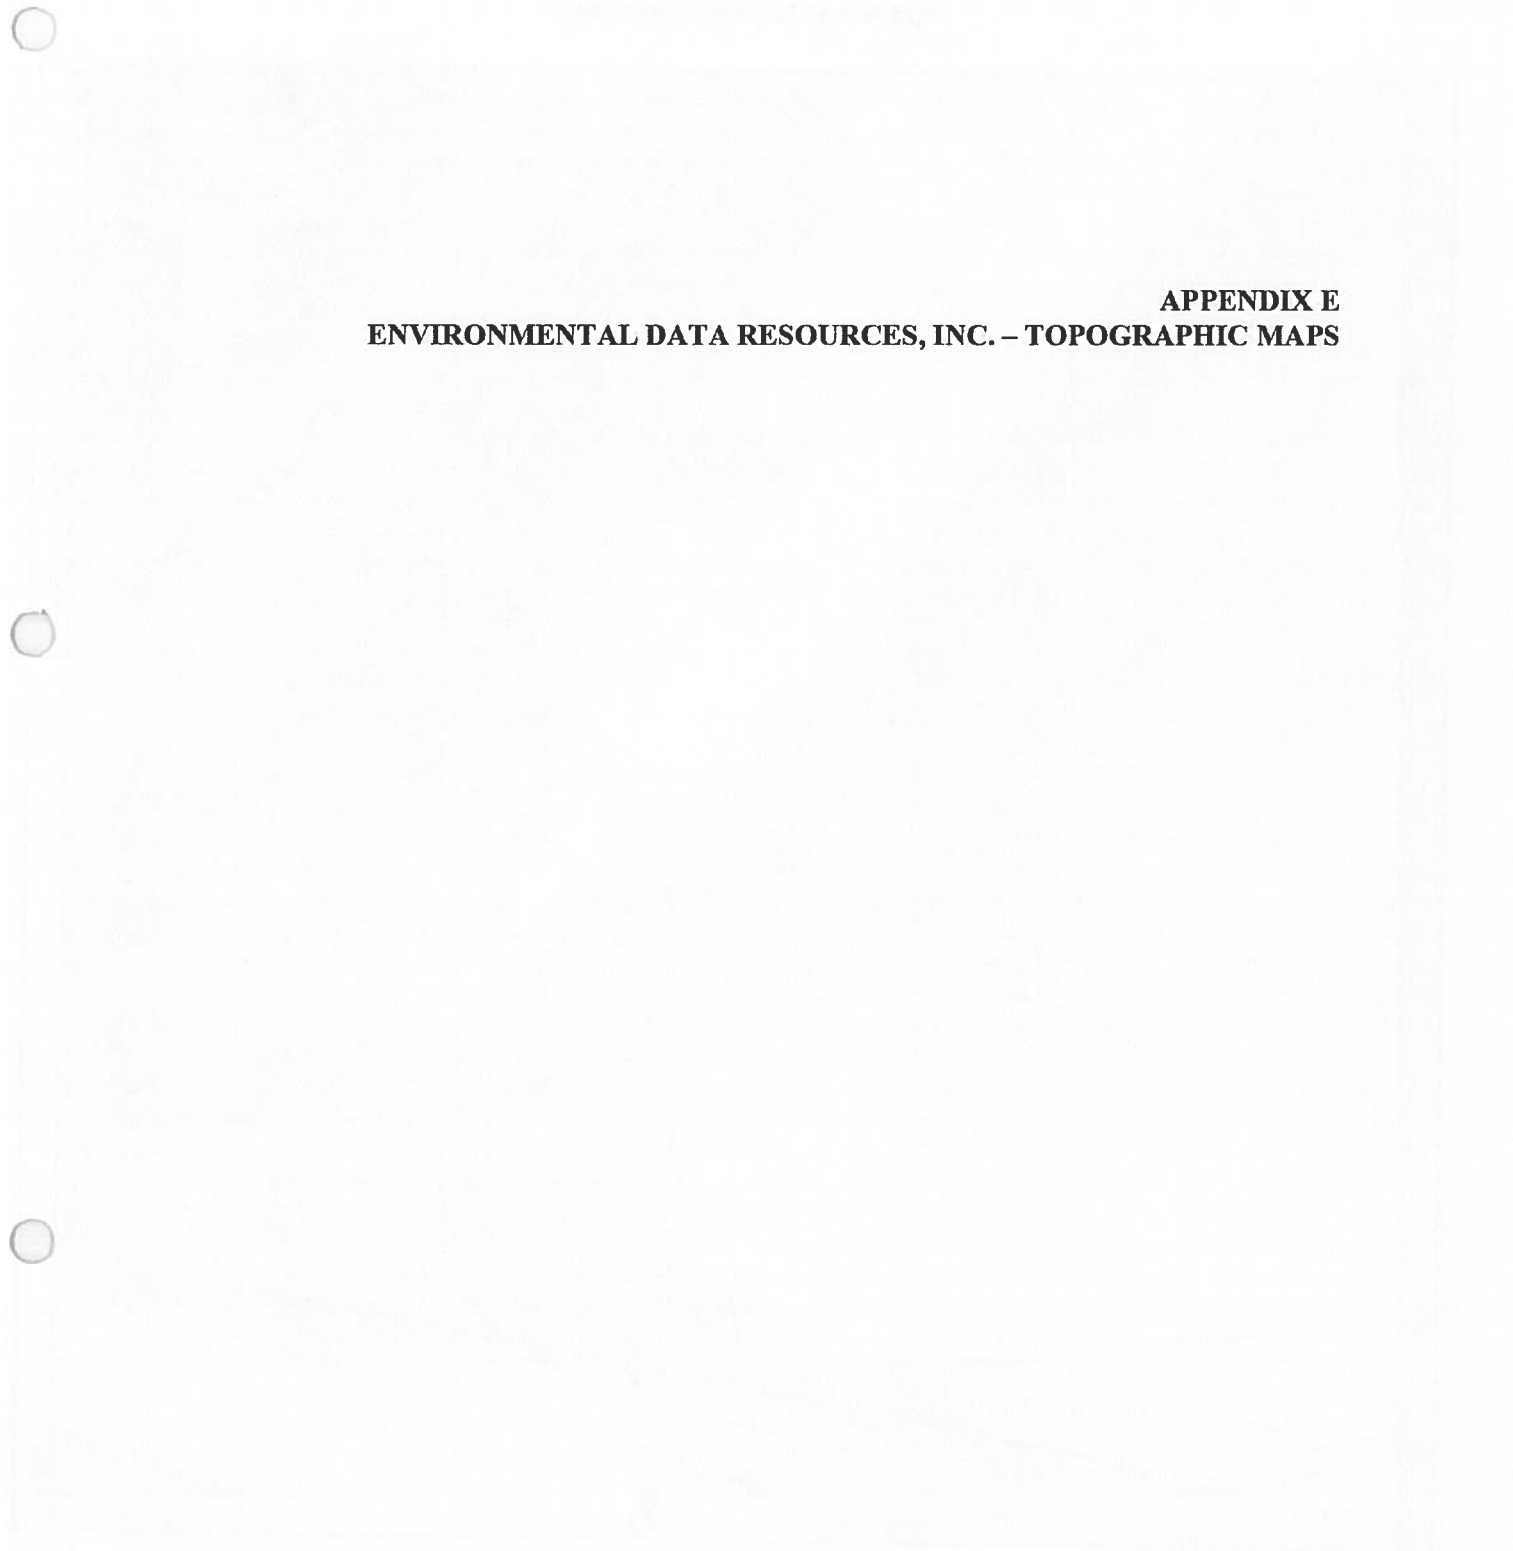 APPENDIX E
ENVIRONMENTAL DATA RESOURCES, INC. – TOPOGRAPHIC MAPS